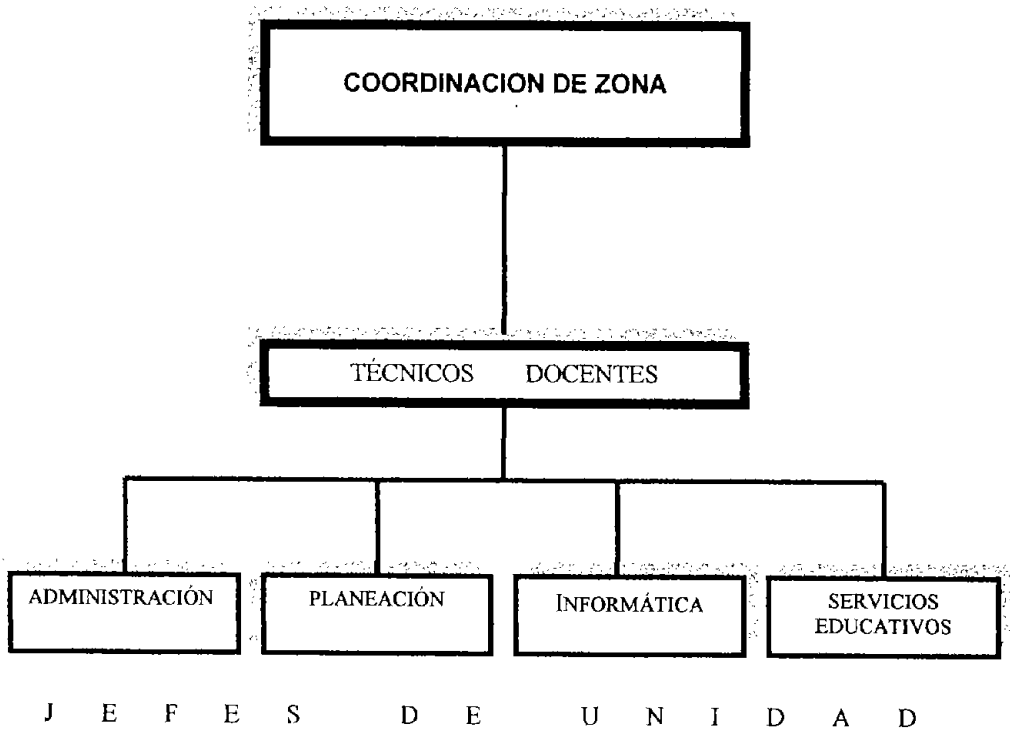 COORDINACION DE ZONA
TÉCNICOS DOCENTES
ADMINISTRACIÓN
PLANEACIÓN
INFORMÁTICA
SERVICIOS
EDUCATIVOS
J E F E S D E U N I D A D